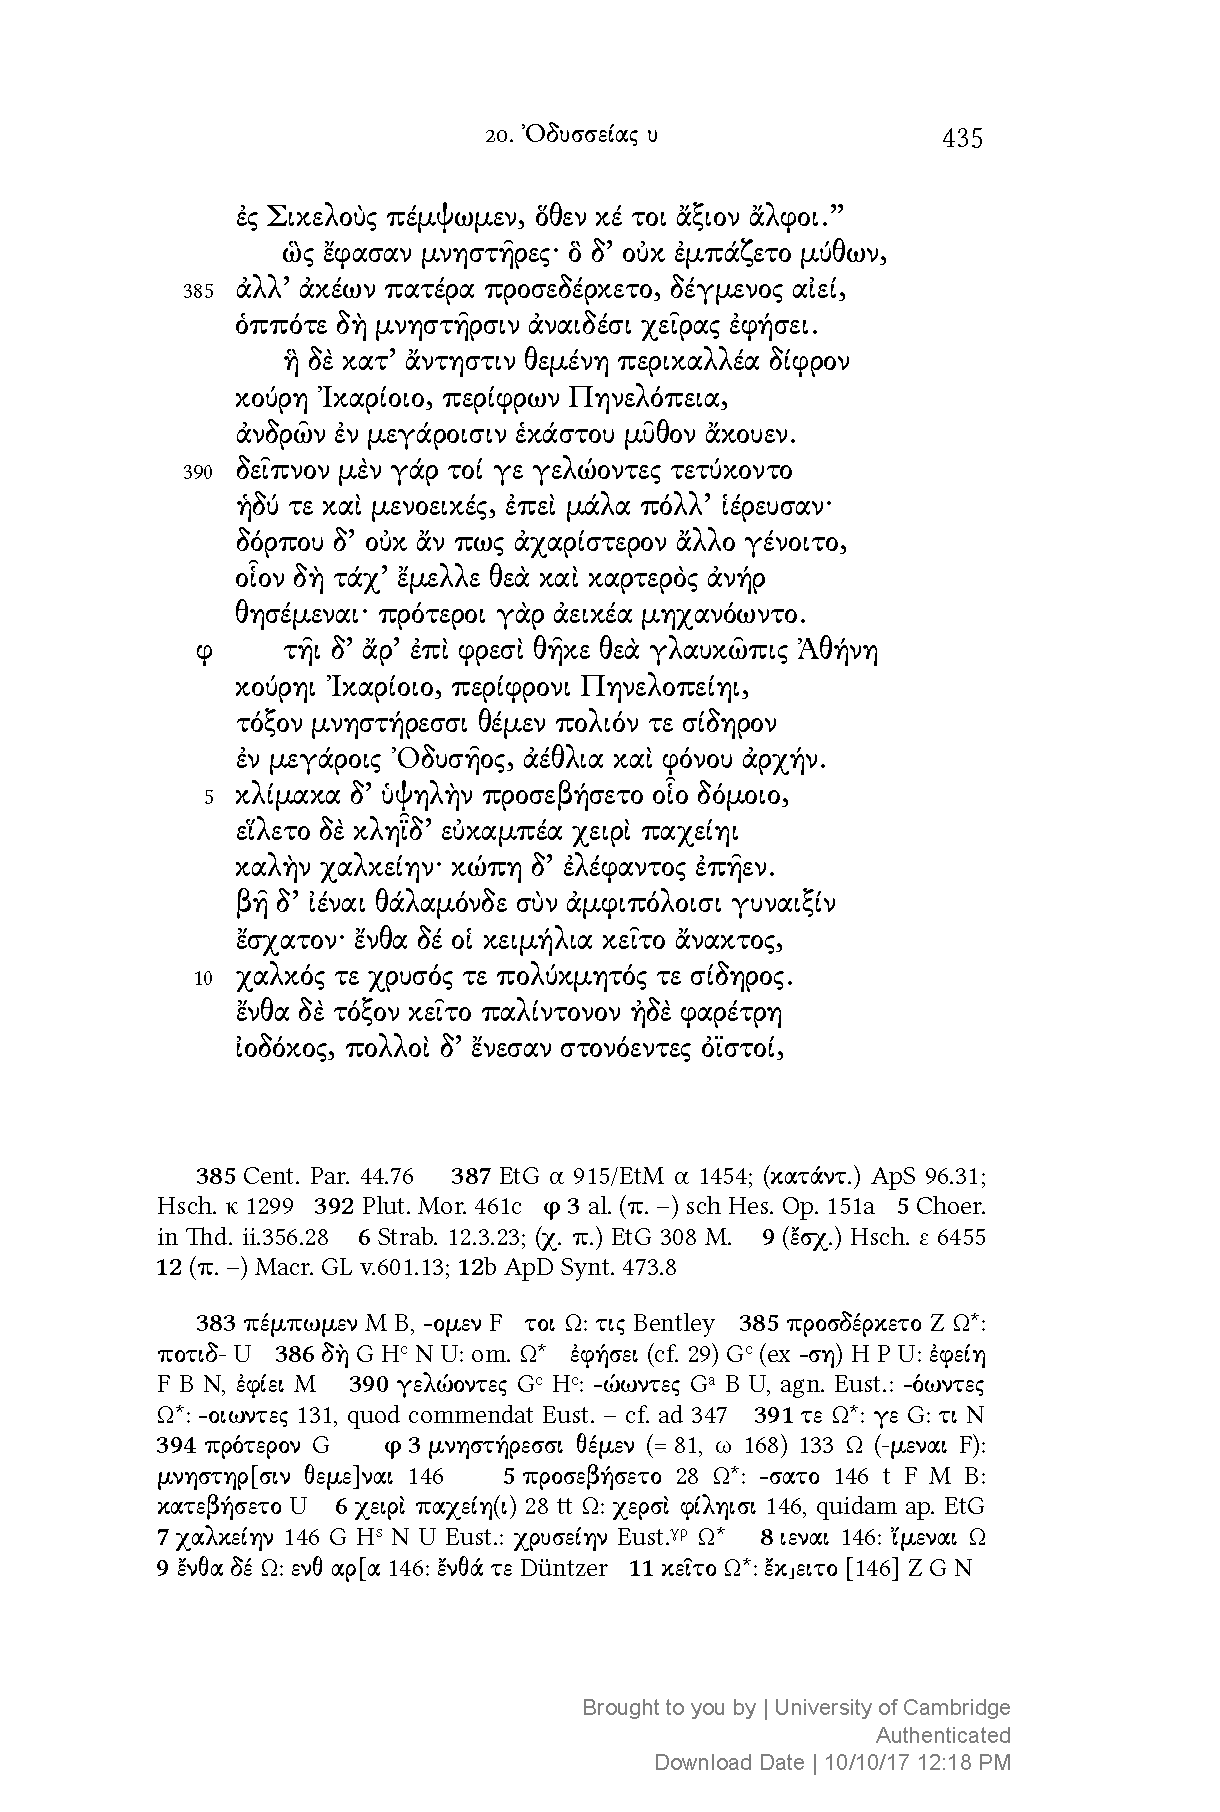 20. Ὀδυσσείας υ 435
ἐς Σικελοὺς πέμψωμεν, ὅθεν κέ τοι ἄξιον ἄλφοι.”
ὣς ἔφασαν μνηστῆρες· ὃ δ’ οὐκ ἐμπάζετο μύθων,
385 ἀλλ’ ἀκέων πατέρα προσεδέρκετο, δέγμενος αἰεί,
ὁππότε δὴ μνηστῆρσιν ἀναιδέσι χεῖρας ἐφήσει.
ἣ δὲ κατ’ ἄντηστιν θεμένη περικαλλέα δίφρον
κούρη Ἰκαρίοιο, περίφρων Πηνελόπεια,
ἀνδρῶν ἐν μεγάροισιν ἑκάστου μῦθον ἄκουεν.
390 δεῖπνον μὲν γάρ τοί γε γελώοντες τετύκοντο
ἡδύ τε καὶ μενοεικές, ἐπεὶ μάλα πόλλ’ ἱέρευσαν·
δόρπου δ’ οὐκ ἄν πως ἀχαρίστερον ἄλλο γένοιτο,
οἷον δὴ τάχ’ ἔμελλε θεὰ καὶ καρτερὸς ἀνήρ
θησέμεναι· πρότεροι γὰρ ἀεικέα μηχανόωντο.
φ τῆι δ’ ἄρ’ ἐπὶ φρεσὶ θῆκε θεὰ γλαυκῶπις Ἀθήνη
κούρηι Ἰκαρίοιο, περίφρονι Πηνελοπείηι,
τόξον μνηστήρεσσι θέμεν πολιόν τε σίδηρον
ἐν μεγάροις Ὀδυσῆος, ἀέθλια καὶ φόνου ἀρχήν.
5 κλίμακα δ’ ὑψηλὴν προσεβήσετο οἷο δόμοιο,
εἵλετο δὲ κληῖδ’ εὐκαμπέα χειρὶ παχείηι
καλὴν χαλκείην· κώπη δ’ ἐλέφαντος ἐπῆεν.
βῆ δ’ ἰέναι θάλαμόνδε σὺν ἀμφιπόλοισι γυναιξίν
ἔσχατον· ἔνθα δέ οἱ κειμήλια κεῖτο ἄνακτος,
10 χαλκός τε χρυσός τε πολύκμητός τε σίδηρος.
ἔνθα δὲ τόξον κεῖτο παλίντονον ἠδὲ φαρέτρη
ἰοδόκος, πολλοὶ δ’ ἔνεσαν στονόεντες ὀϊστοί,
385 Cent. Par. 44.76 387 EtG α 915/EtM α 1454; (κατάντ.) ApS 96.31;
Hsch. κ 1299 392 Plut. Mor. 461c φ 3 al. (π. –) sch Hes. Op. 151a 5 Choer.
in Thd. ii.356.28 6 Strab. 12.3.23; (χ. π.) EtG 308 M. 9 (ἔσχ.) Hsch. ε 6455
12 (π. –) Macr. GL v.601.13; 12b ApD Synt. 473.8
383 πέμπωμεν M B, -ομεν F τοι Ω: τις Bentley 385 προσδέρκετο Z Ω*:
ποτιδ- U 386 δὴ G Hᶜ N U: om. Ω* ἐφήσει (cf. 29) Gᶜ (ex -ση) H P U: ἐφείη
F B N, ἐφίει M 390 γελώοντες Gᶜ Hᶜ: -ώωντες Gᵃ B U, agn. Eust.: -όωντες
Ω*: -οιωντες 131, quod commendat Eust. – cf. ad 347 391 τε Ω*: γε G: τι N
394 πρότερον G φ 3 μνηστήρεσσι θέμεν (= 81, ω 168) 133 Ω (-μεναι F):
μνηστηρ[σιν θεμε]ναι 146 5 προσεβήσετο 28 Ω*: -σατο 146 t F M B:
κατεβήσετο U 6 χειρὶ παχείη(ι) 28 tt Ω: χερσὶ φίληισι 146, quidam ap. EtG
7 χαλκείην 146 G Hˢ N U Eust.: χρυσείην Eust.ᵞᵖ Ω* 8 ιεναι 146: ἴμεναι Ω
9 ἔνθα δέ Ω: ενθ αρ[α 146: ἔνθά τε Düntzer 11 κεῖτο Ω*: ἔκ⌟ειτο [146] Z G N
Brought to you by | University of Cambridge
Authenticated
Download Date | 10/10/17 12:18 PM